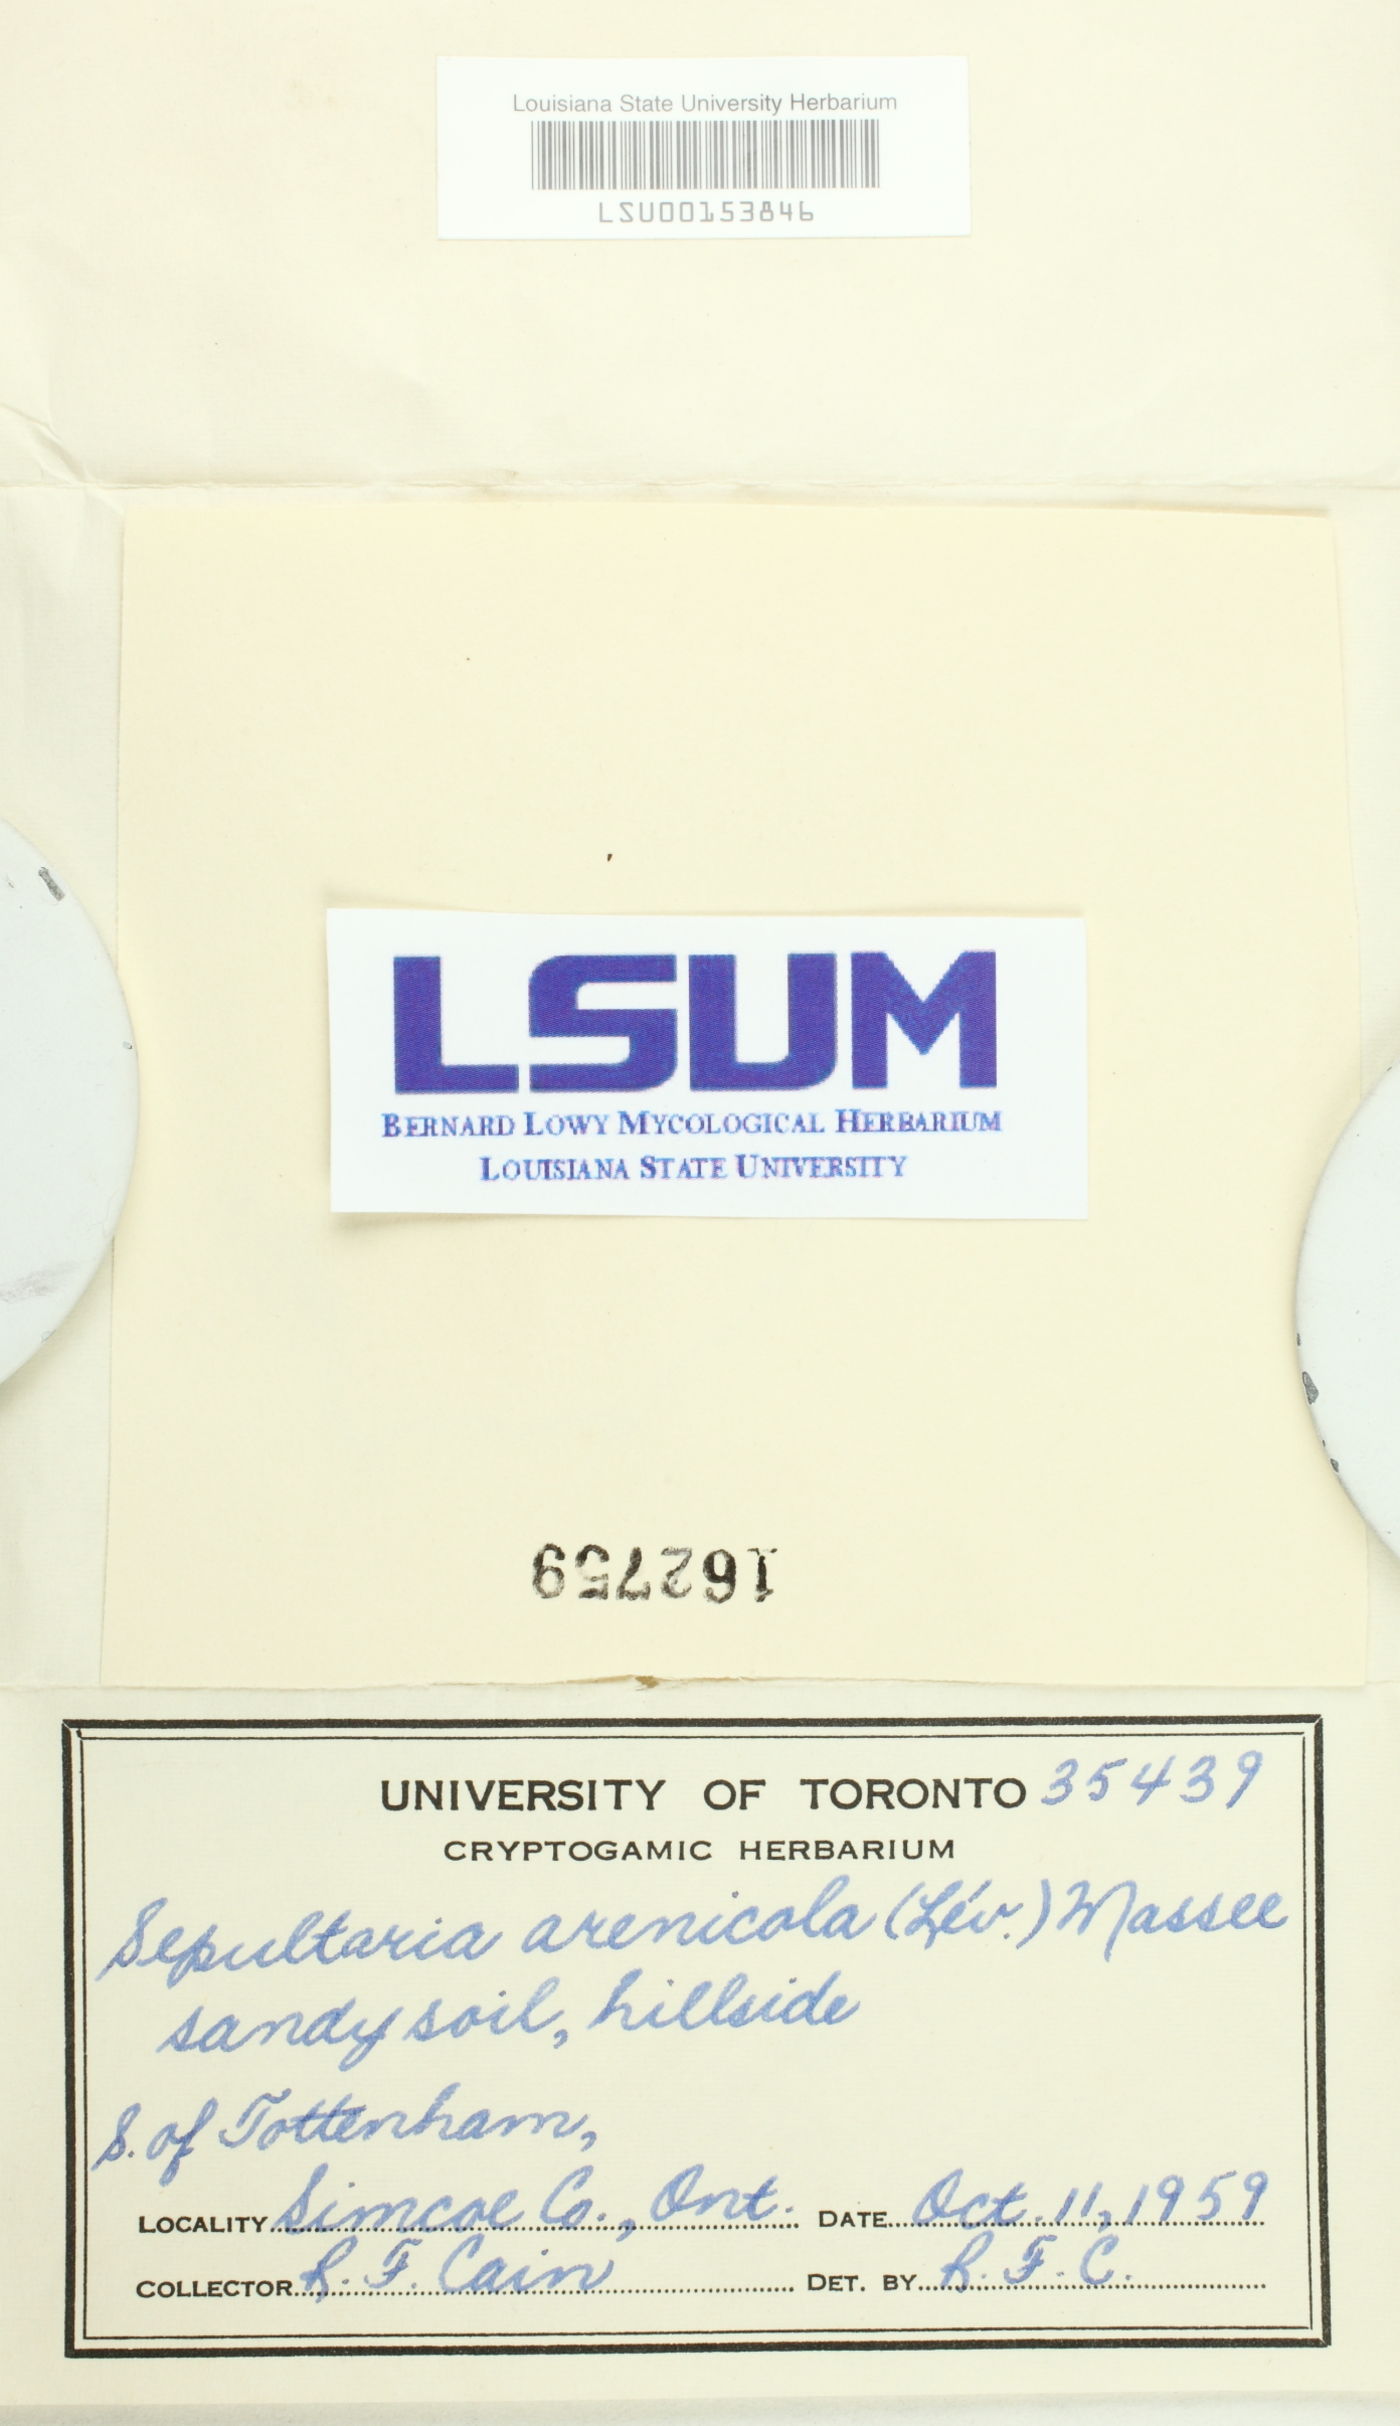 Louisiana State University Herbarium
LSU00153846
LSUM
BERNARD LOWY MYCOLOGICAL HERBARIUM
LOUISIANA STATE UNIVERSITY
162759
UNIVERSITY OF TORONTO 35439
CRYPTOGAMIC HERBARIUM
Sepultaria arenicola (Lév.) Massee
sandy soil, hillside
S. of Tottenham,
LOCALITY Simcoe Co., Ont. DATE Oct. 11, 1959
COLLECTOR R. F. Cain DET. BY R. F. C.